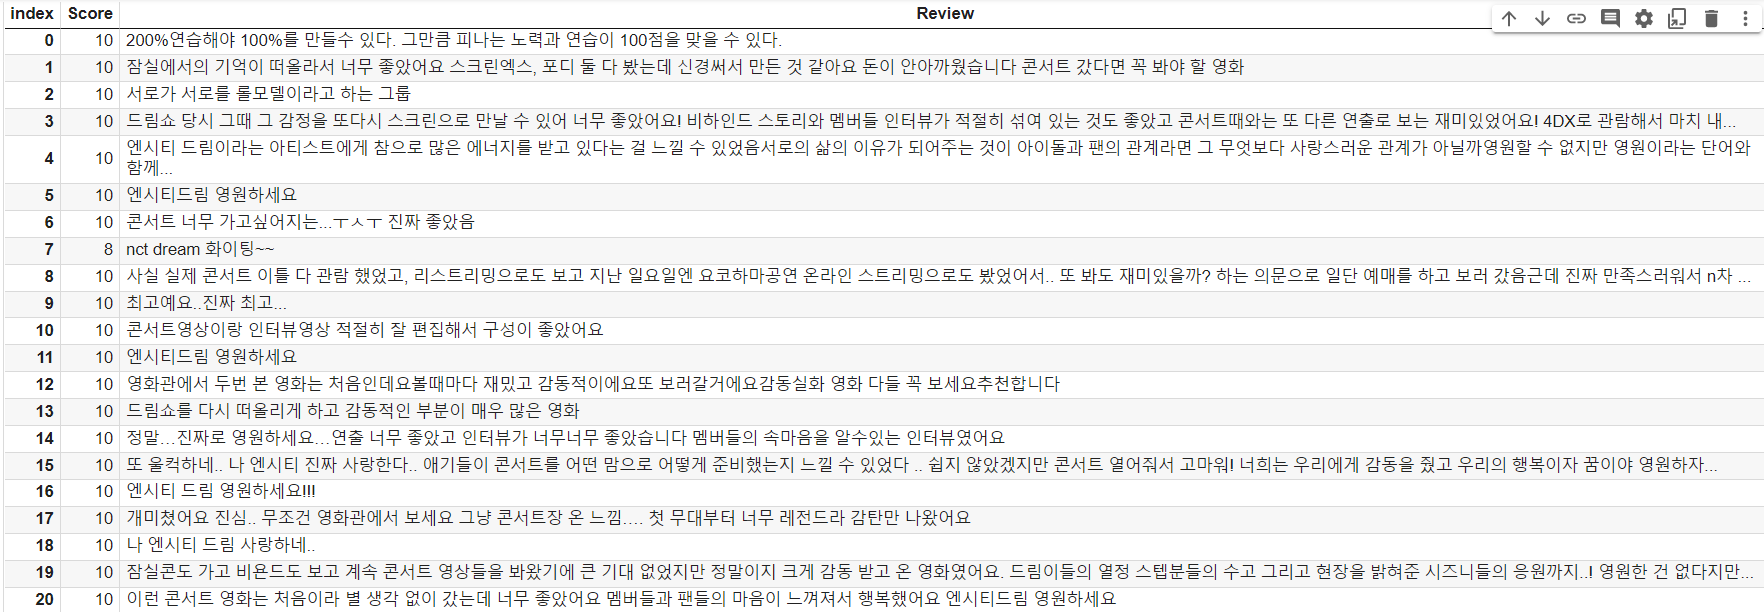 index Score Review
0 10 200%연습해야 100%를 만들수 있다. 그만큼 피나는 노력과 연습이 100점을 맞을 수 있다.
1 10 잠실에서의 기억이 떠올라서 너무 좋았어요 스크린엑스, 포디 둘 다 봤는데 신경써서 만든 것 같아요 돈이 안아까웠습니다 콘서트 갔다면 꼭 봐야 할 영화
2 10 서로가 서로를 롤모델이라고 하는 그룹
3 10 드림쇼 당시 그때 그 감정을 또다시 스크린으로 만날 수 있어 너무 좋았어요! 비하인드 스토리와 멤버들 인터뷰가 적절히 섞여 있는 것도 좋았고 콘서트때와는 또 다른 연출로 보는 재미있었어요! 4DX로 관람해서 마치 내...
4 10 엔시티 드림이라는 아티스트에게 참으로 많은 에너지를 받고 있다는 걸 느낄 수 있었음서로의 삶의 이유가 되어주는 것이 아이돌과 팬의 관계라면 그 무엇보다 사랑스러운 관계가 아닐까영원할 수 없지만 영원이라는 단어와
함께...
5 10 엔시티드림 영원하세요
6 10 콘서트 너무 가고싶어지는...ㅜㅅㅜ 진짜 좋았음
7 8 nct dream 화이팅~~
8 10 사실 실제 콘서트 이틀 다 관람 했었고, 리스트리밍으로도 보고 지난 일요일엔 요코하마공연 온라인 스트리밍으로도 봤었어서.. 또 봐도 재미있을까? 하는 의문으로 일단 예매를 하고 보러 갔음근데 진짜 만족스러워서 n차 ...
9 10 최고예요..진짜 최고...
10 10 콘서트영상이랑 인터뷰영상 적절히 잘 편집해서 구성이 좋았어요
11 10 엔시티드림 영원하세요
12 10 영화관에서 두번 본 영화는 처음인데요볼때마다 재밌고 감동적이에요또 보러갈거에요감동실화 영화 다들 꼭 보세요추천합니다
13 10 드림쇼를 다시 떠올리게 하고 감동적인 부분이 매우 많은 영화
14 10 정말…진짜로 영원하세요…연출 너무 좋았고 인터뷰가 너무너무 좋았습니다 멤버들의 속마음을 알수있는 인터뷰였어요
15 10 또 울컥하네.. 나 엔시티 진짜 사랑한다.. 애기들이 콘서트를 어떤 맘으로 어떻게 준비했는지 느낄 수 있었다 .. 쉽지 않았겠지만 콘서트 열어줘서 고마워! 너희는 우리에게 감동을 줬고 우리의 행복이자 꿈이야 영원하자...
16 10 엔시티 드림 영원하세요!!!
17 10 개미쳤어요 진심.. 무조건 영화관에서 보세요 그냥 콘서트장 온 느낌…. 첫 무대부터 너무 레전드라 감탄만 나왔어요
18 10 나 엔시티 드림 사랑하네..
19 10 잠실콘도 가고 비욘드도 보고 계속 콘서트 영상들을 봐왔기에 큰 기대 없었지만 정말이지 크게 감동 받고 온 영화였어요. 드림이들의 열정 스텝분들의 수고 그리고 현장을 밝혀준 시즈니들의 응원까지..! 영원한 건 없다지만...
20 10 이런 콘서트 영화는 처음이라 별 생각 없이 갔는데 너무 좋았어요 멤버들과 팬들의 마음이 느껴져서 행복했어요 엔시티드림 영원하세요